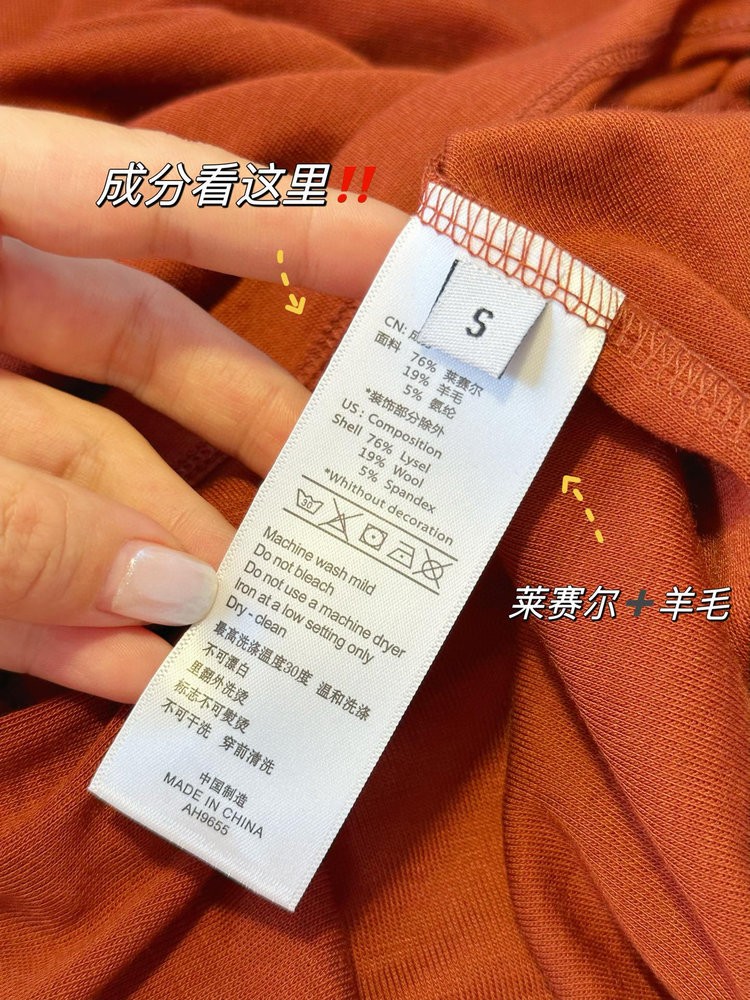 成分看这里‼️
S
CN: 成
面料 76% 莱赛尔
19% 羊毛
5% 氨纶
*装饰部分除外
US : Composition
Shell 76% Lysel
19% Wool
5% Spandex
*Whithout decoration
30
Machine wash mild
Do not bleach
Do not use a machine dryer
Iron at a low setting only
Dry - clean
最高洗涤温度30度 温和洗涤
不可漂白
里翻外洗烫
标志不可熨烫
不可干洗 穿前清洗
中国制造
MADE IN CHINA
AH9655
莱赛尔➕羊毛